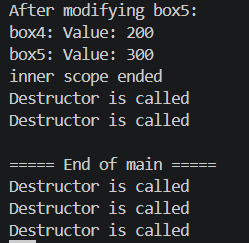 After modifying box5:
box4: Value: 200
box5: Value: 300
inner scope ended
Destructor is called
Destructor is called
===== End of main =====
Destructor is called
Destructor is called
Destructor is called